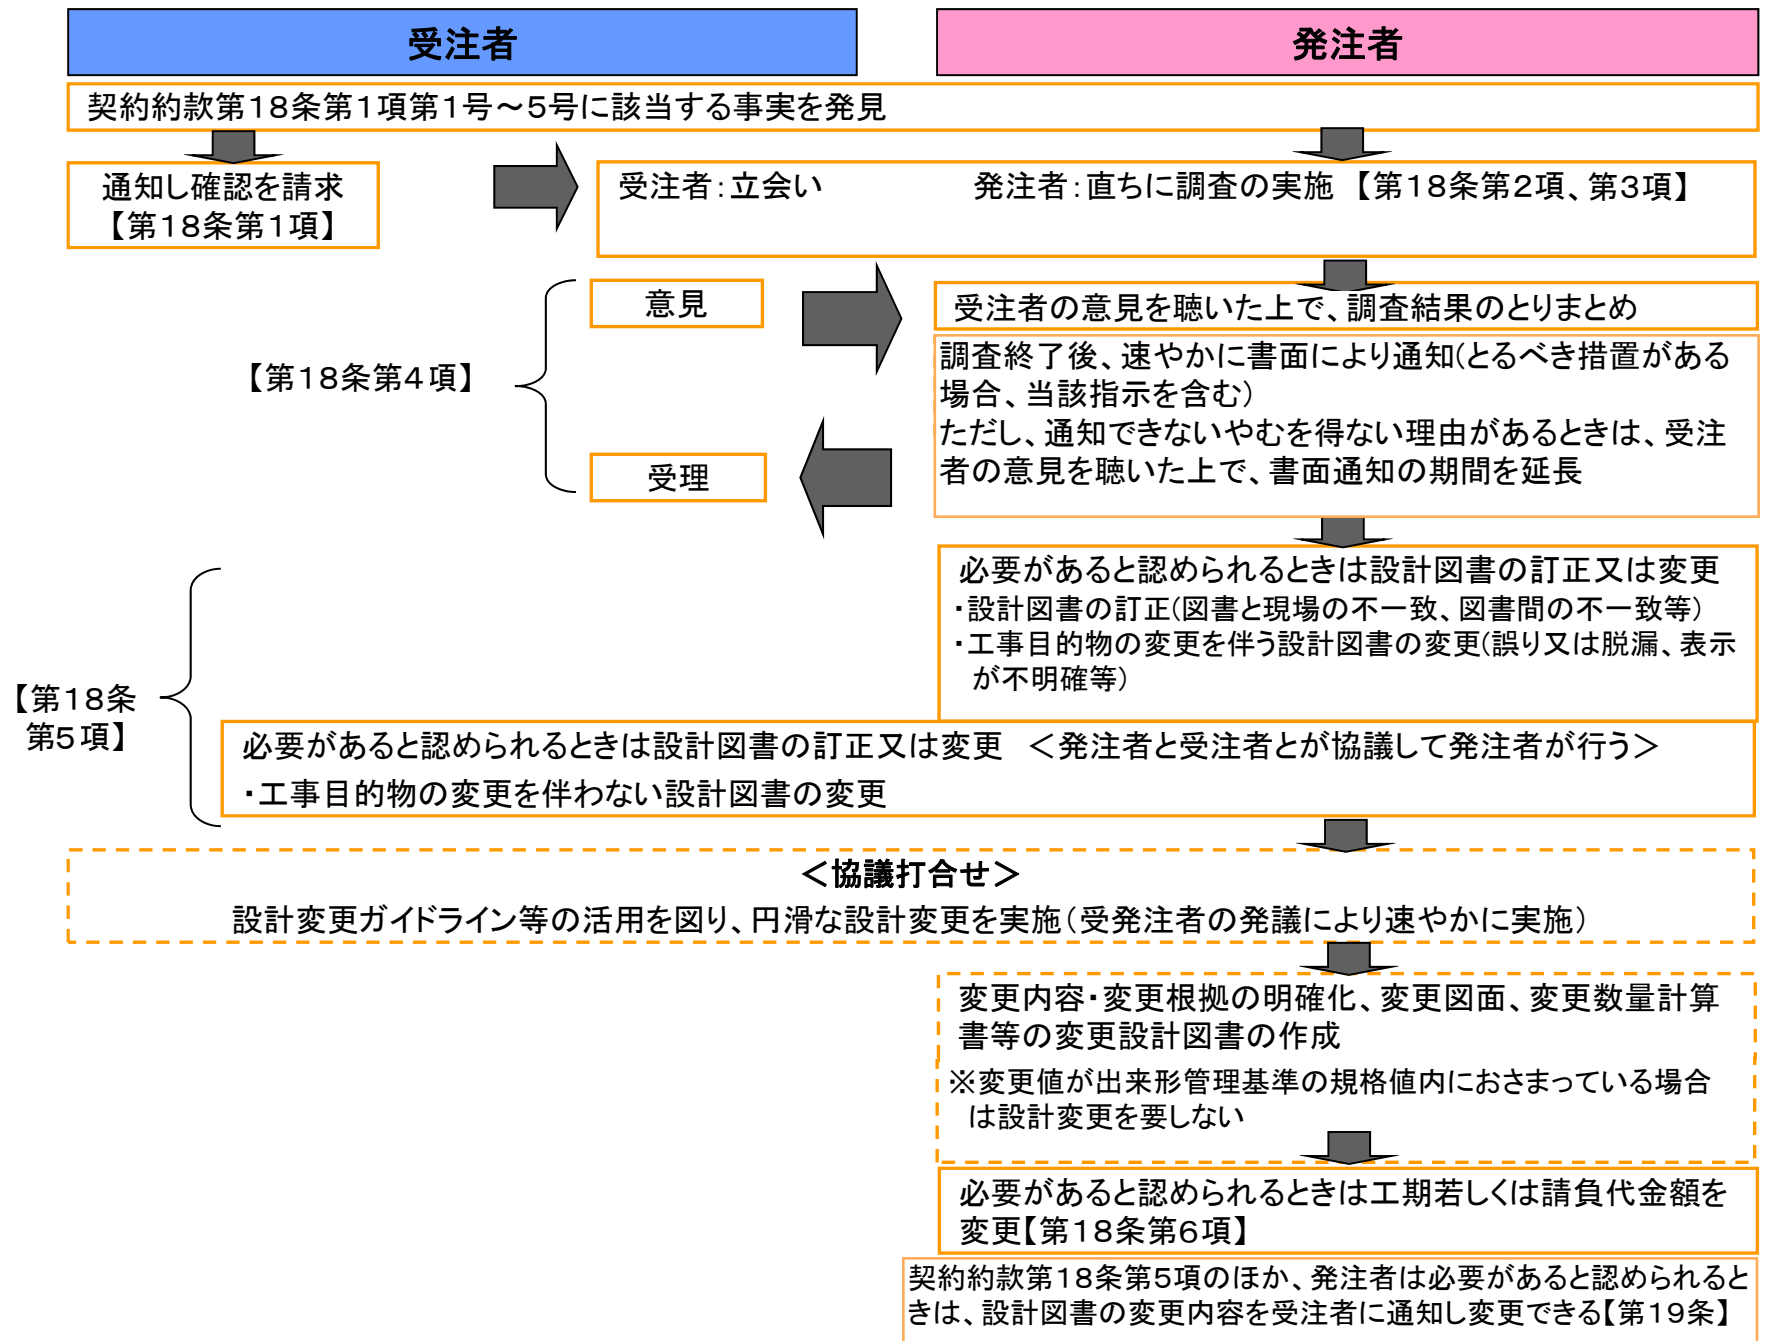 受注者
発注者
契約約款第18条第1項第1号～5号に該当する事実を発見
通知し確認を請求
【第18条第1項】
受注者：立会い
発注者：直ちに調査の実施 【第18条第2項、第3項】
意見
受注者の意見を聴いた上で、調査結果のとりまとめ
【第18条第4項】
調査終了後、速やかに書面により通知(とるべき措置がある
場合、当該指示を含む)
ただし、通知できないやむを得ない理由があるときは、受注
者の意見を聴いた上で、書面通知の期間を延長
受理
必要があると認められるときは設計図書の訂正又は変更
・設計図書の訂正(図書と現場の不一致、図書間の不一致等)
・工事目的物の変更を伴う設計図書の変更(誤り又は脱漏、表示
が不明確等)
【第18条
第5項】
必要があると認められるときは設計図書の訂正又は変更 ＜発注者と受注者とが協議して発注者が行う＞
・工事目的物の変更を伴わない設計図書の変更
＜協議打合せ＞
設計変更ガイドライン等の活用を図り、円滑な設計変更を実施(受発注者の発議により速やかに実施)
変更内容・変更根拠の明確化、変更図面、変更数量計算
書等の変更設計図書の作成
※変更値が出来形管理基準の規格値内におさまっている場合
は設計変更を要しない
必要があると認められるときは工期若しくは請負代金額を
変更【第18条第6項】
契約約款第18条第5項のほか、発注者は必要があると認められると
きは、設計図書の変更内容を受注者に通知し変更できる【第19条】